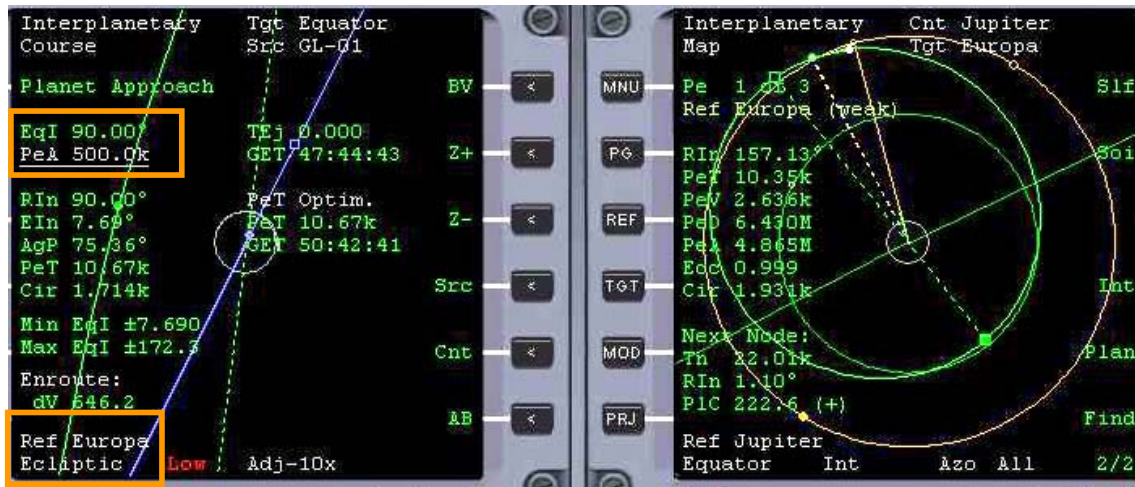 Interplanetary Tgt Equator
Course Src GL-01
Planet Approach BV
EqI 90.00° TEj 0.000
PeA 500.0k GET 47:44:43 Z+
RIn 90.00° PeT Optim.
EIn 7.69° PeT 10.67k Z-
AgP 75.36° GET 50:42:41
PeT 10.67k
Cir 1.714k Src
Min EqI ±7.690
Max EqI ±172.3 Cnt
Enroute:
dV 646.2 AB
Ref Europa
Ecliptic Low Adj-10x
<
<
<
<
<
<
MNU
PG
REF
TGT
MOD
PRJ
Interplanetary Cnt Jupiter
Map Tgt Europa
Pe 1 of 3 Slf
Ref Europa (weak)
RIn 157.13° Soi
PeT 10.35k
PeV 2.636k
PeD 6.430M
PeA 4.865M
Ecc 0.999
Cir 1.931k Int
Next Node:
Tn 22.01k Plan
RIn 1.10°
PlC 222.6 (+) Find
Ref Jupiter
Equator Int Azo All 2/2